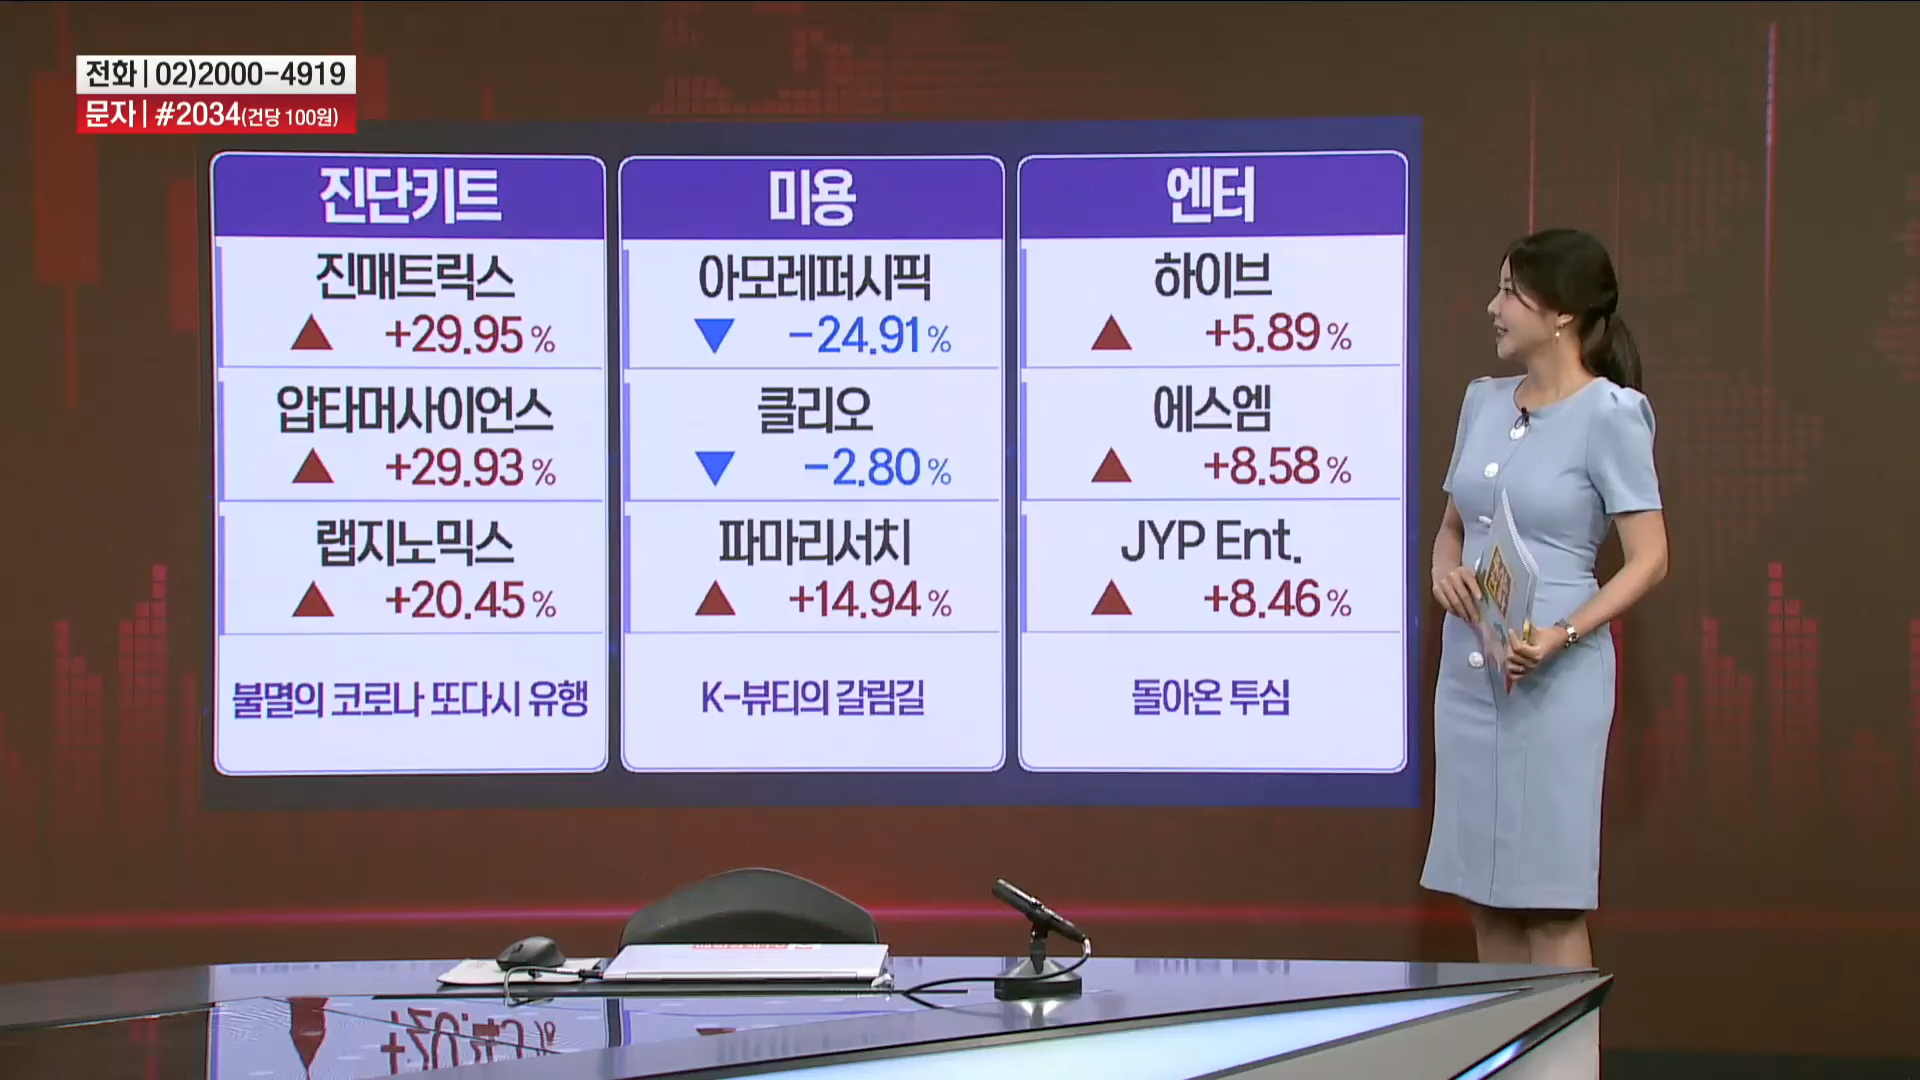 전화 | 02)2000-4919
문자 | #2034(건당 100원)
진단키트
진매트릭스
▲ +29.95%
압타머사이언스
▲ +29.93%
랩지노믹스
▲ +20.45%
불멸의 코로나 또다시 유행
미용
아모레퍼시픽
▼ -24.91%
클리오
▼ -2.80%
파마리서치
▲ +14.94%
K-뷰티의 갈림길
엔터
하이브
▲ +5.89%
에스엠
▲ +8.58%
JYP Ent.
▲ +8.46%
돌아온 투심